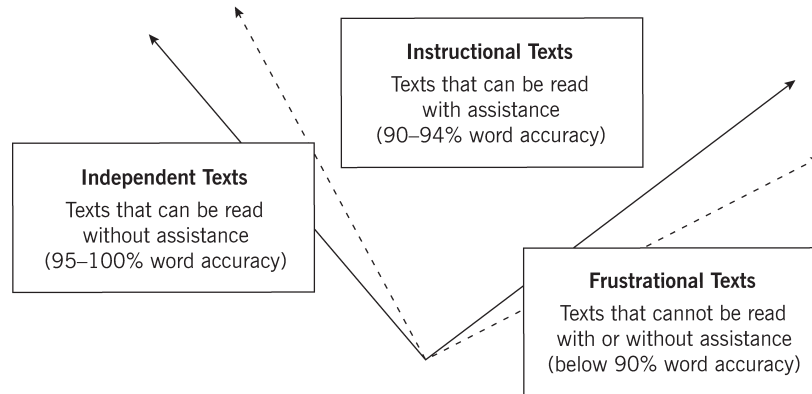 Instructional Texts
Texts that can be read
with assistance
(90–94% word accuracy)
Independent Texts
Texts that can be read
without assistance
(95–100% word accuracy)
Frustrational Texts
Texts that cannot be read
with or without assistance
(below 90% word accuracy)